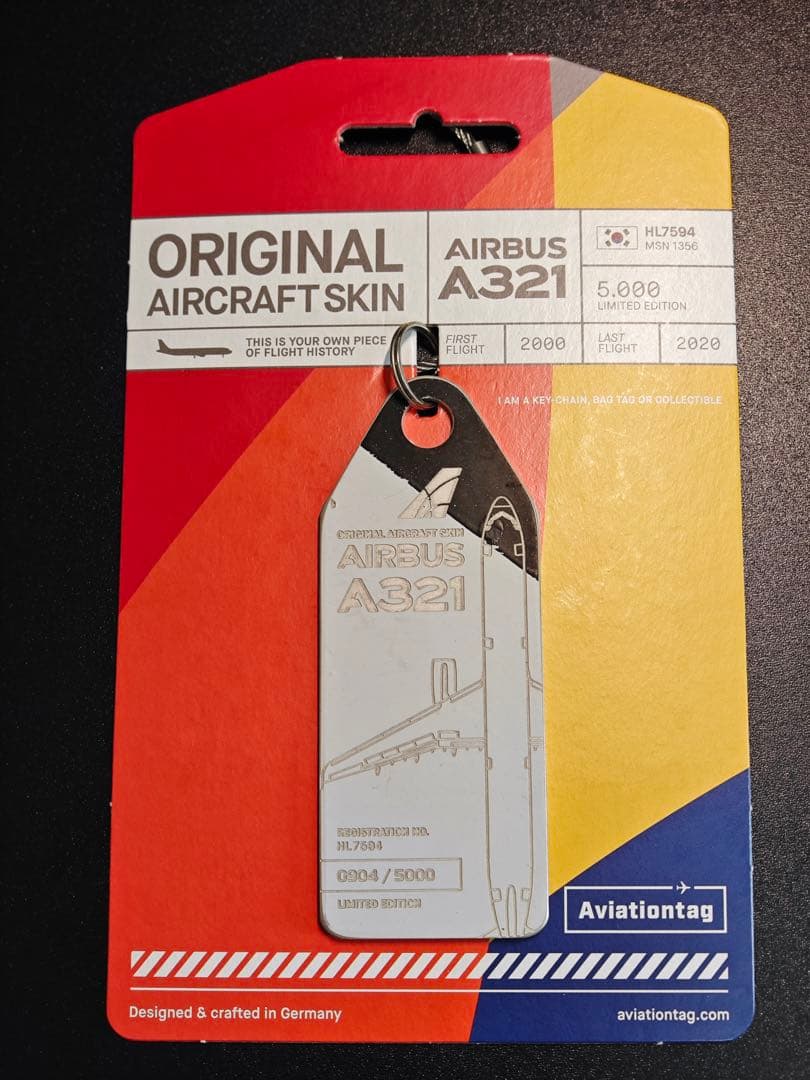 ORIGINAL
AIRCRAFT SKIN
AIRBUS
A321
HL7594
MSN 1356
5.000
LIMITED EDITION
THIS IS YOUR OWN PIECE
OF FLIGHT HISTORY
FIRST
FLIGHT
2000
LAST
FLIGHT
2020
I AM A KEY-CHAIN, BAG TAG OR COLLECTIBLE
ORIGINAL AIRCRAFT SKIN
AIRBUS
A321
REGISTRATION NO.
HL7594
0904 / 5000
LIMITED EDITION
Aviationtag
Designed & crafted in Germany
aviationtag.com